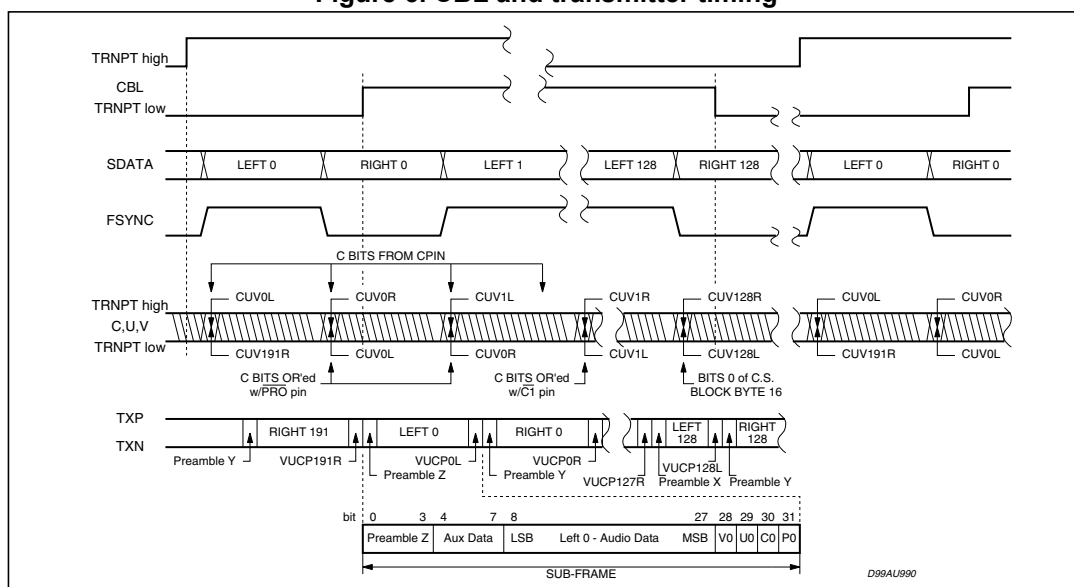 Figure 6. CBL and transmitter timing
TRNPT high
CBL
TRNPT low
SDATA
LEFT 0
RIGHT 0
LEFT 1
LEFT 128
RIGHT 128
LEFT 0
RIGHT 0
FSYNC
C BITS FROM CPIN
TRNPT high
C,U,V
TRNPT low
CUV0L
CUV0R
CUV1L
CUV1R
CUV128R
CUV0L
CUV0R
CUV191R
CUV0L
CUV0R
CUV1L
CUV128L
CUV191R
CUV0L
C BITS OR'ed
w/PRO pin
C BITS OR'ed
w/C1 pin
BITS 0 of C.S.
BLOCK BYTE 16
TXP
TXN
RIGHT 191
LEFT 0
RIGHT 0
LEFT
128
RIGHT
128
Preamble Y
VUCP191R
Preamble Z
VUCP0L
Preamble Y
VUCP0R
VUCP127R
Preamble X
VUCP128L
Preamble Y
bit 0 3 4 7 8 27 28 29 30 31
Preamble Z Aux Data LSB Left 0 - Audio Data MSB V0 U0 C0 P0
SUB-FRAME
D99AU990